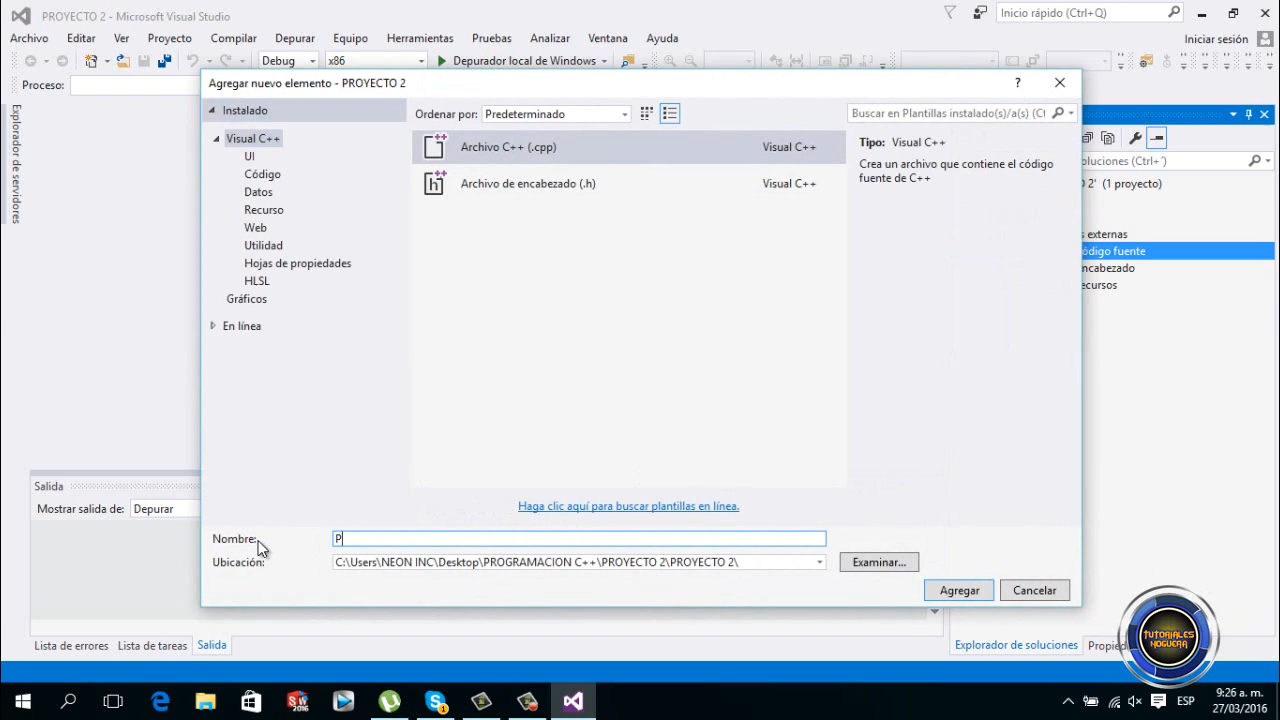 PROYECTO 2 - Microsoft Visual Studio
Inicio rápido (Ctrl+Q)
Archivo Editar Ver Proyecto Compilar Depurar Equipo Herramientas Pruebas Analizar Ventana Ayuda
Iniciar sesión
Debug x86 Depurador local de Windows
Proceso:
Explorador de servidores
Agregar nuevo elemento - PROYECTO 2
?
Instalado
Ordenar por: Predeterminado
Buscar en Plantillas instalado(s)/a(s) (Ct
Visual C++
UI
Código
Datos
Recurso
Web
Utilidad
Hojas de propiedades
HLSL
Gráficos
En línea
Archivo C++ (.cpp) Visual C++
Archivo de encabezado (.h) Visual C++
Tipo: Visual C++
Crea un archivo que contiene el código
fuente de C++
Haga clic aquí para buscar plantillas en línea.
Nombre: P
Ubicación: C:\Users\NEON INC\Desktop\PROGRAMACION C++\PROYECTO 2\PROYECTO 2\
Examinar...
Agregar Cancelar
oluciones (Ctrl+´)
O 2' (1 proyecto)
s externas
ódigo fuente
ncabezado
ecursos
Salida
Mostrar salida de: Depurar
Lista de errores Lista de tareas Salida
Explorador de soluciones Propied
TUTORIALES
NOGUERA
SW
2016
1
ESP
9:26 a. m.
27/03/2016